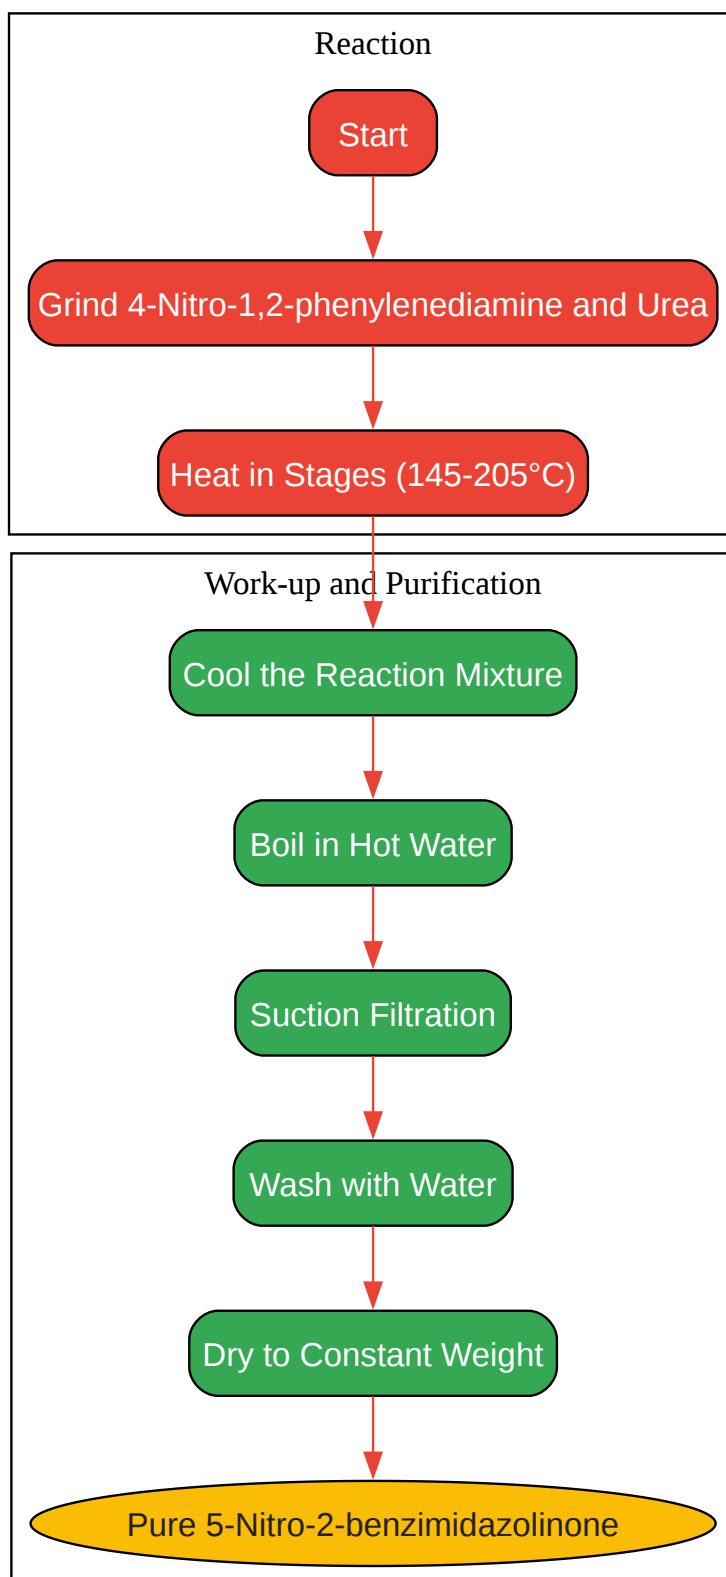 Reaction
Start
Grind 4-Nitro-1,2-phenylenediamine and Urea
Heat in Stages (145-205°C)
Work-up and Purification
Cool the Reaction Mixture
Boil in Hot Water
Suction Filtration
Wash with Water
Dry to Constant Weight
Pure 5-Nitro-2-benzimidazolinone